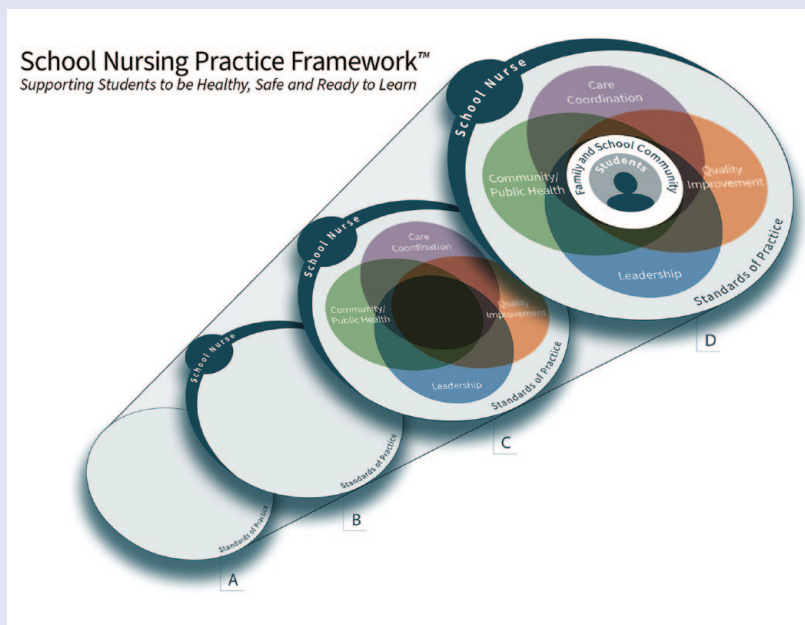 School Nursing Practice Framework™
Supporting Students to be Healthy, Safe and Ready to Learn
School Nurse
Care
Coordination
Community/
Public Health
Family and School Community
Students
Quality
Improvement
Leadership
Standards of Practice
D
School Nurse
Care
Coordination
Community/
Public Health
Quality
Improvement
Leadership
Standards of Practice
C
School Nurse
Standards of Practice
B
Standards of Practice
A